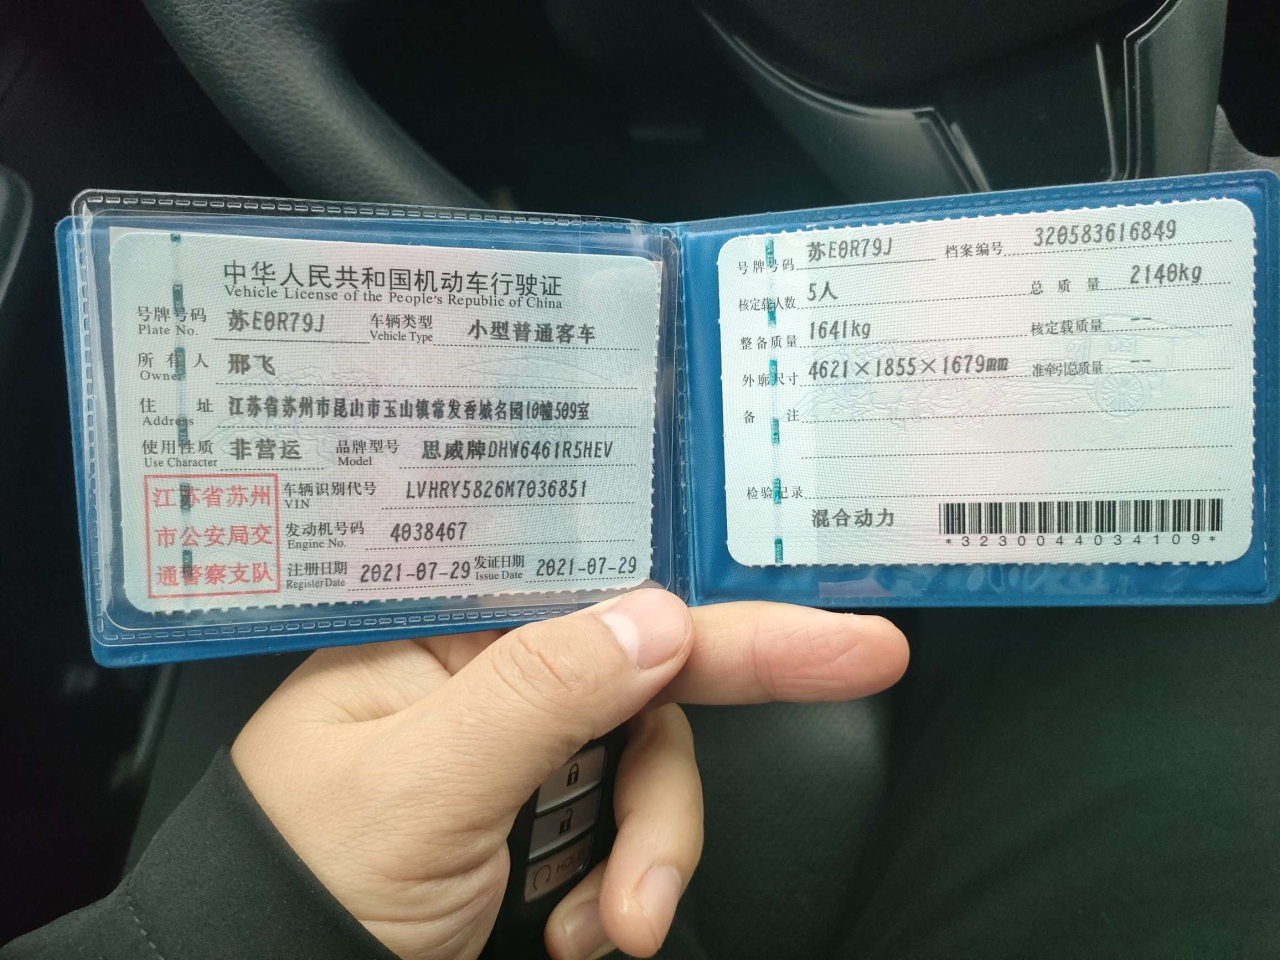 中华人民共和国机动车行驶证
Vehicle License of the People's Republic of China
号牌号码 苏E0R79J 车辆类型 小型普通客车
Plate No. Vehicle Type
所有人 邢飞
Owner
住址 江苏省苏州市昆山市玉山镇常发香城名园10幢509室
Address
使用性质 非营运 品牌型号 思威牌DHW6461R5HEV
Use Character Model
江苏省苏州
市公安局交
通警察支队
车辆识别代号 LVHRY5826M7036851
VIN
发动机号码 4038467
Engine No.
注册日期 2021-07-29 发证日期 2021-07-29
Register Date Issue Date
号牌号码 苏E0R79J 档案编号 320583616849
核定载人数 5人 总质量 2140kg
整备质量 1641kg 核定载质量 --
外廓尺寸 4621×1855×1679mm 准牵引总质量 --
备注
检验记录
混合动力
*3230044034109*
HOLD